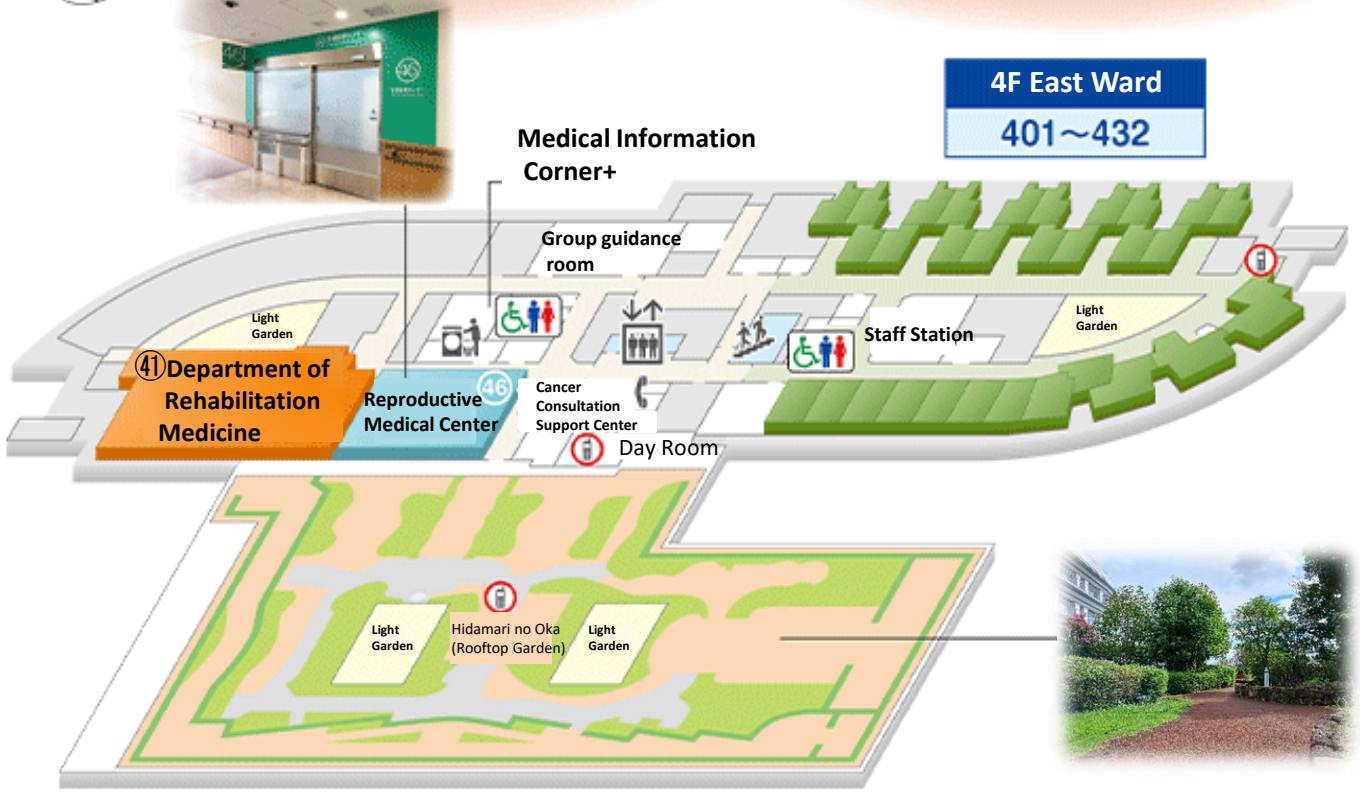 4F East Ward
401～432
46
46
Medical Information
Corner+
Group guidance
room
Light
Garden
Staff Station
Light
Garden
㊶Department of
Rehabilitation
Medicine
Reproductive
Medical Center
46
Cancer
Consultation
Support Center
Day Room
Light
Garden
Hidamari no Oka
(Rooftop Garden)
Light
Garden